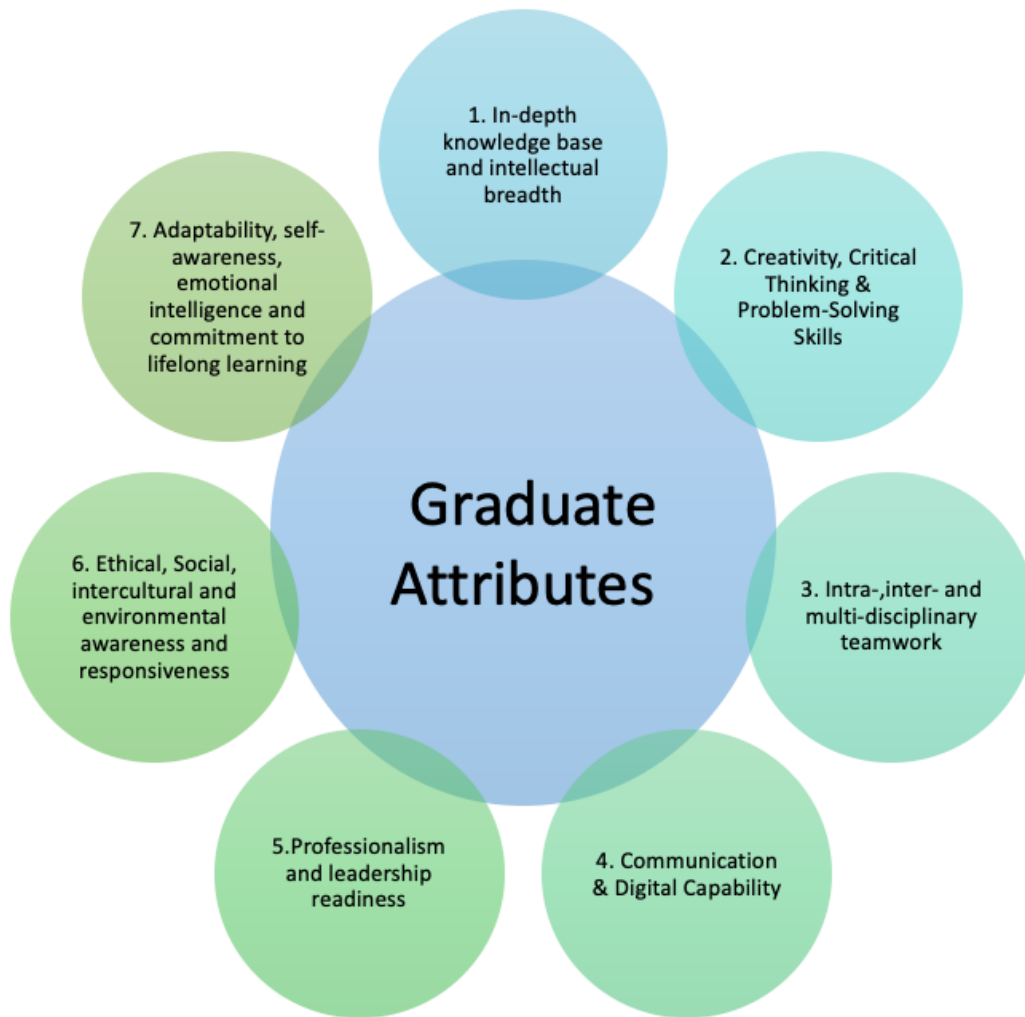 1. In-depth
knowledge base
and intellectual
breadth
2. Creativity, Critical
Thinking &
Problem-Solving
Skills
3. Intra-,inter- and
multi-disciplinary
teamwork
4. Communication
& Digital Capability
5.Professionalism
and leadership
readiness
6. Ethical, Social,
intercultural and
environmental
awareness and
responsiveness
7. Adaptability, self-
awareness,
emotional
intelligence and
commitment to
lifelong learning
Graduate
Attributes